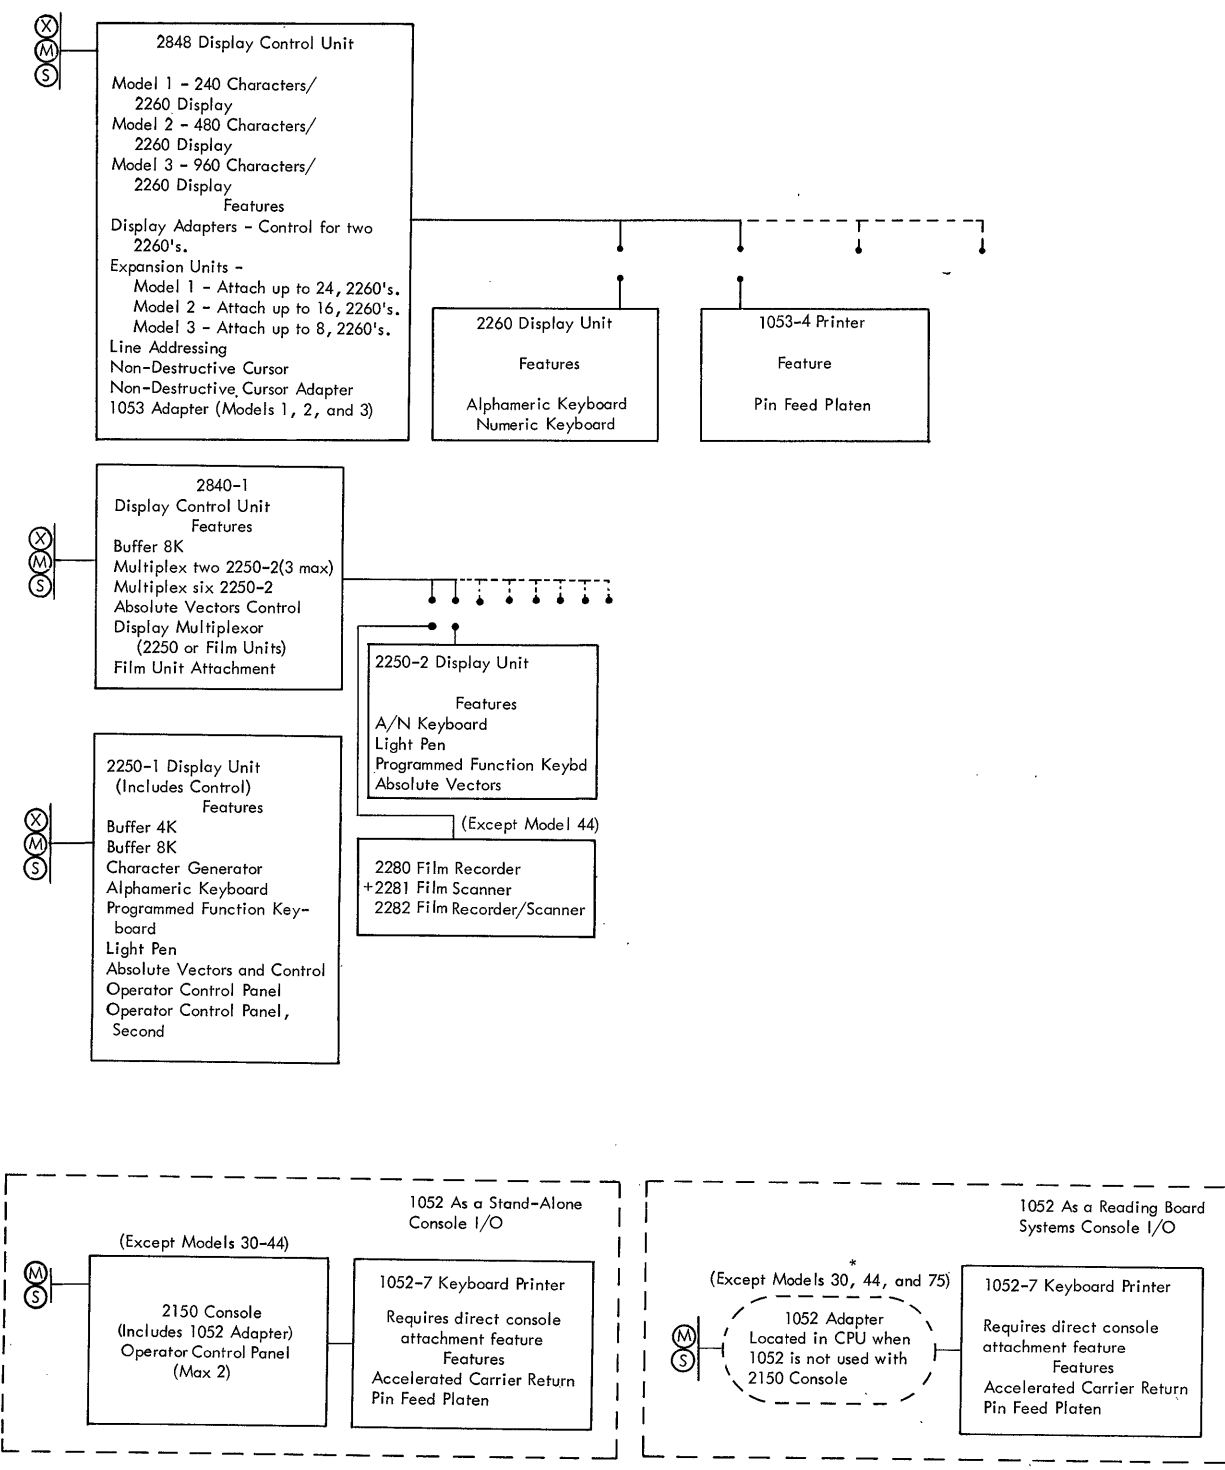 X
M
S
2848 Display Control Unit
Model 1 - 240 Characters/
2260 Display
Model 2 - 480 Characters/
2260 Display
Model 3 - 960 Characters/
2260 Display
Features
Display Adapters - Control for two
2260's.
Expansion Units -
Model 1 - Attach up to 24, 2260's.
Model 2 - Attach up to 16, 2260's.
Model 3 - Attach up to 8, 2260's.
Line Addressing
Non-Destructive Cursor
Non-Destructive Cursor Adapter
1053 Adapter (Models 1, 2, and 3)
2260 Display Unit
Features
Alphameric Keyboard
Numeric Keyboard
1053-4 Printer
Feature
Pin Feed Platen
X
M
S
2840-1
Display Control Unit
Features
Buffer 8K
Multiplex two 2250-2(3 max)
Multiplex six 2250-2
Absolute Vectors Control
Display Multiplexor
(2250 or Film Units)
Film Unit Attachment
2250-2 Display Unit
Features
A/N Keyboard
Light Pen
Programmed Function Keybd
Absolute Vectors
X
M
S
2250-1 Display Unit
(Includes Control)
Features
Buffer 4K
Buffer 8K
Character Generator
Alphameric Keyboard
Programmed Function Key-
board
Light Pen
Absolute Vectors and Control
Operator Control Panel
Operator Control Panel,
Second
(Except Model 44)
2280 Film Recorder
+2281 Film Scanner
2282 Film Recorder/Scanner
1052 As a Stand-Alone
Console I/O
(Except Models 30-44)
M
S
2150 Console
(Includes 1052 Adapter)
Operator Control Panel
(Max 2)
1052-7 Keyboard Printer
Requires direct console
attachment feature
Features
Accelerated Carrier Return
Pin Feed Platen
1052 As a Reading Board
Systems Console I/O
*
(Except Models 30, 44, and 75)
M
S
1052 Adapter
Located in CPU when
1052 is not used with
2150 Console
1052-7 Keyboard Printer
Requires direct console
attachment feature
Features
Accelerated Carrier Return
Pin Feed Platen